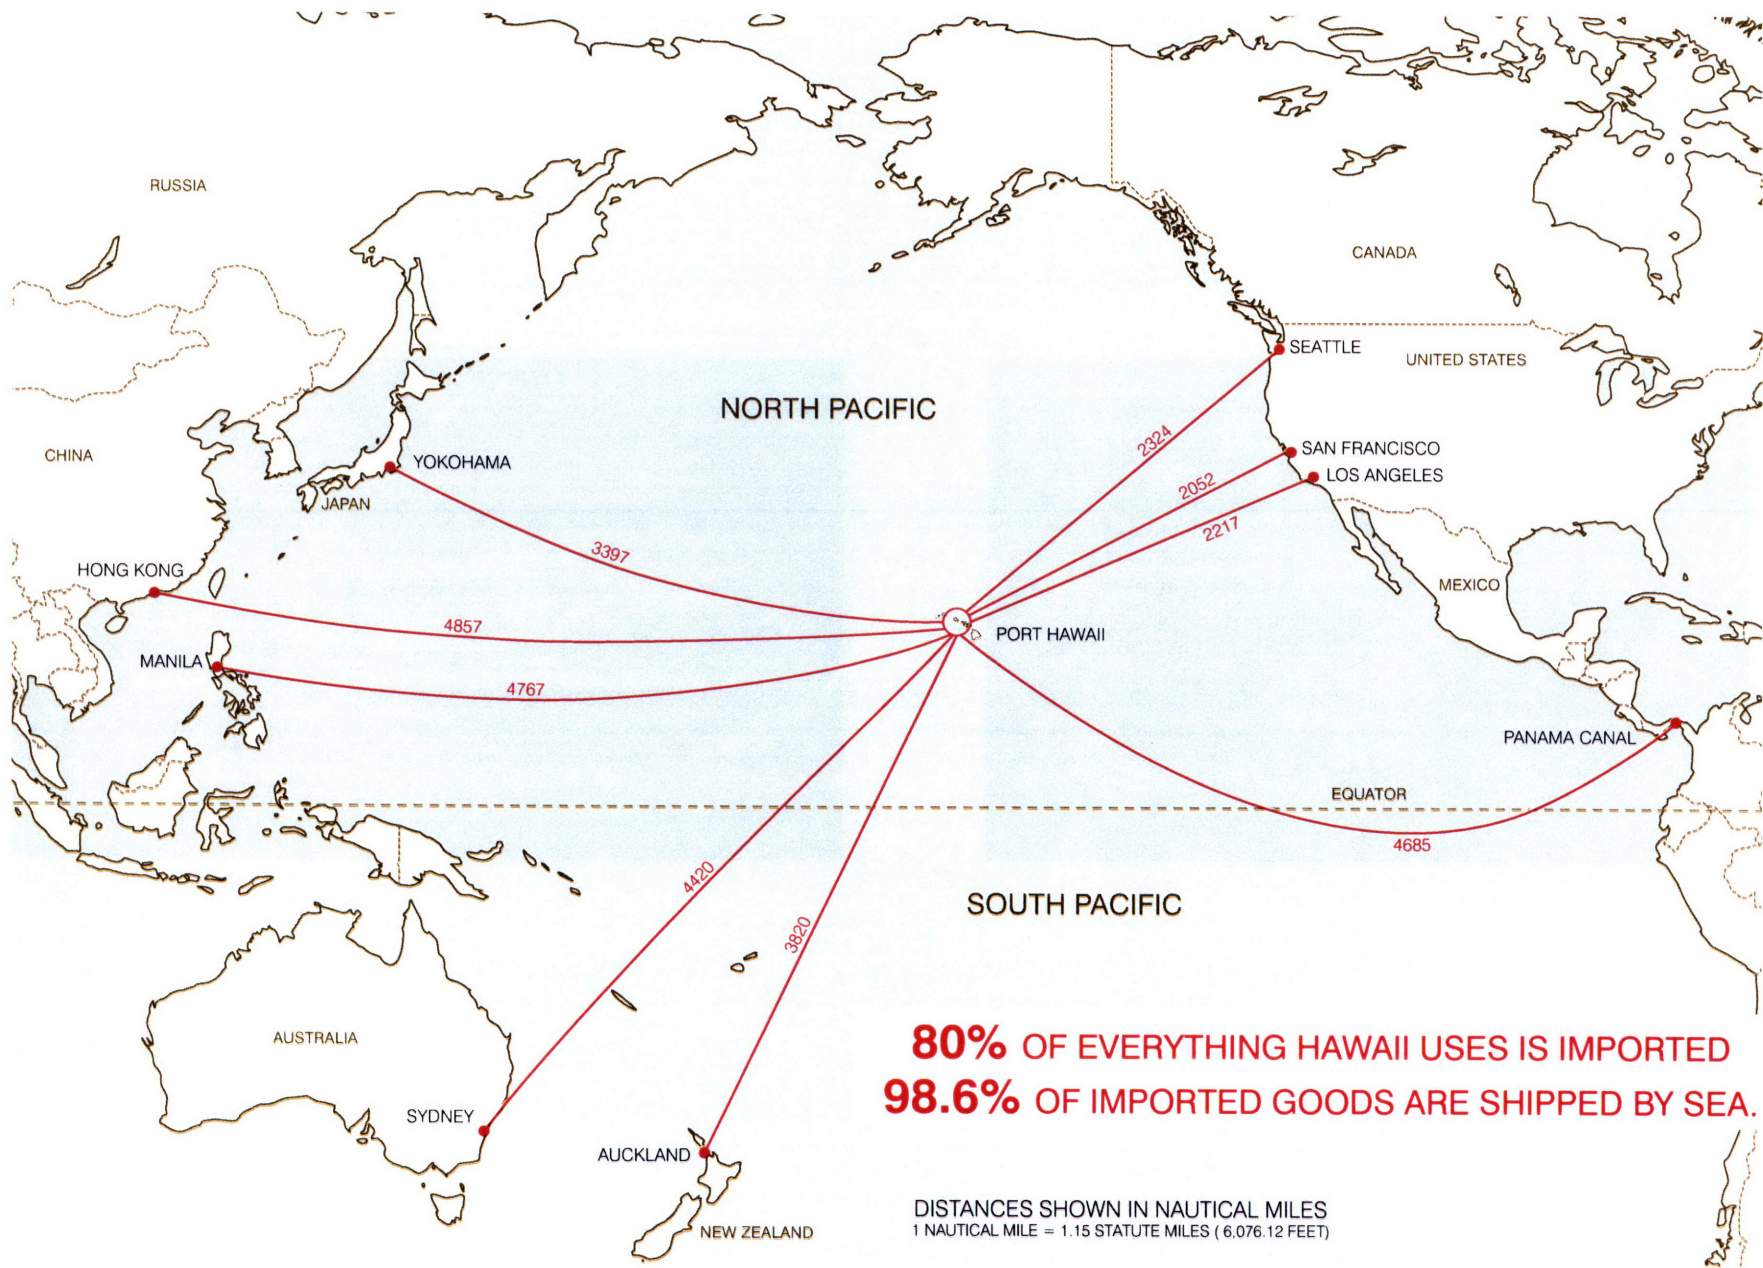 RUSSIA
CANADA
SEATTLE
UNITED STATES
NORTH PACIFIC
2324
CHINA
YOKOHAMA
SAN FRANCISCO
LOS ANGELES
JAPAN
2052
2217
3397
HONG KONG
MEXICO
4857
PORT HAWAII
MANILA
4767
PANAMA CANAL
EQUATOR
4685
4420
SOUTH PACIFIC
3820
AUSTRALIA
80% OF EVERYTHING HAWAII USES IS IMPORTED
98.6% OF IMPORTED GOODS ARE SHIPPED BY SEA.
SYDNEY
AUCKLAND
NEW ZEALAND
DISTANCES SHOWN IN NAUTICAL MILES
1 NAUTICAL MILE = 1.15 STATUTE MILES ( 6,076.12 FEET)